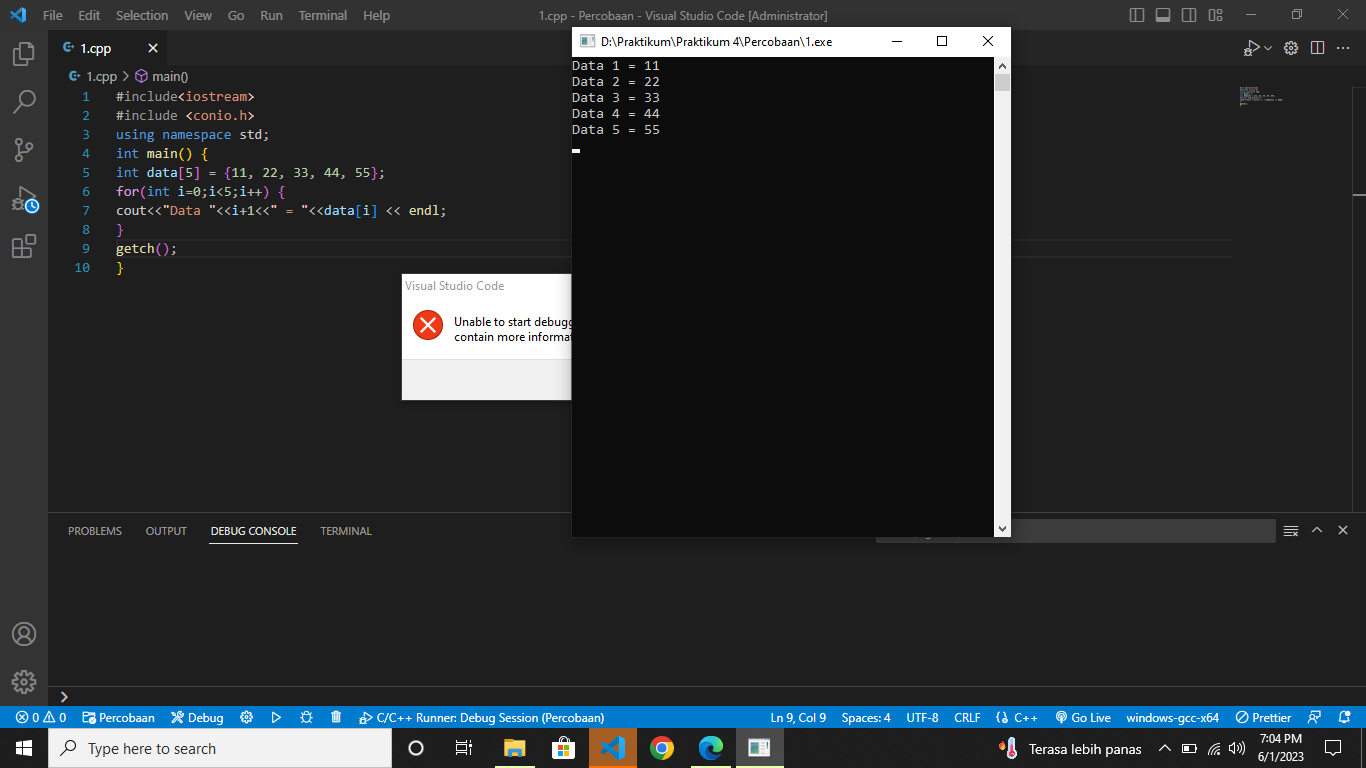 File Edit Selection View Go Run Terminal Help
1.cpp - Percobaan - Visual Studio Code [Administrator]
1.cpp
1.cpp > main()
1 #include<iostream>
2 #include <conio.h>
3 using namespace std;
4 int main() {
5 int data[5] = {11, 22, 33, 44, 55};
6 for(int i=0;i<5;i++) {
7 cout<<"Data "<<i+1<<" = "<<data[i] << endl;
8 }
9 getch();
10 }
D:\Praktikum\Praktikum 4\Percobaan\1.exe
Data 1 = 11
Data 2 = 22
Data 3 = 33
Data 4 = 44
Data 5 = 55
Visual Studio Code
Unable to start debugg
contain more informat
PROBLEMS OUTPUT DEBUG CONSOLE TERMINAL
0 0 Percobaan Debug C/C++ Runner: Debug Session (Percobaan)
Ln 9, Col 9 Spaces: 4 UTF-8 CRLF C++ Go Live windows-gcc-x64 Prettier
Type here to search
Terasa lebih panas
7:04 PM
6/1/2023